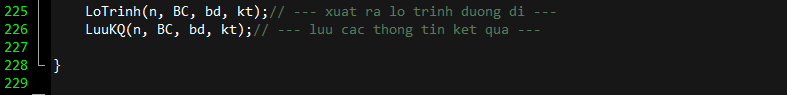 225 LoTrinh(n, BC, bd, kt);// --- xuat ra lo trinh duong di ---
226 LuuKQ(n, BC, bd, kt);// --- luu cac thong tin ket qua ---
227
228 }
229